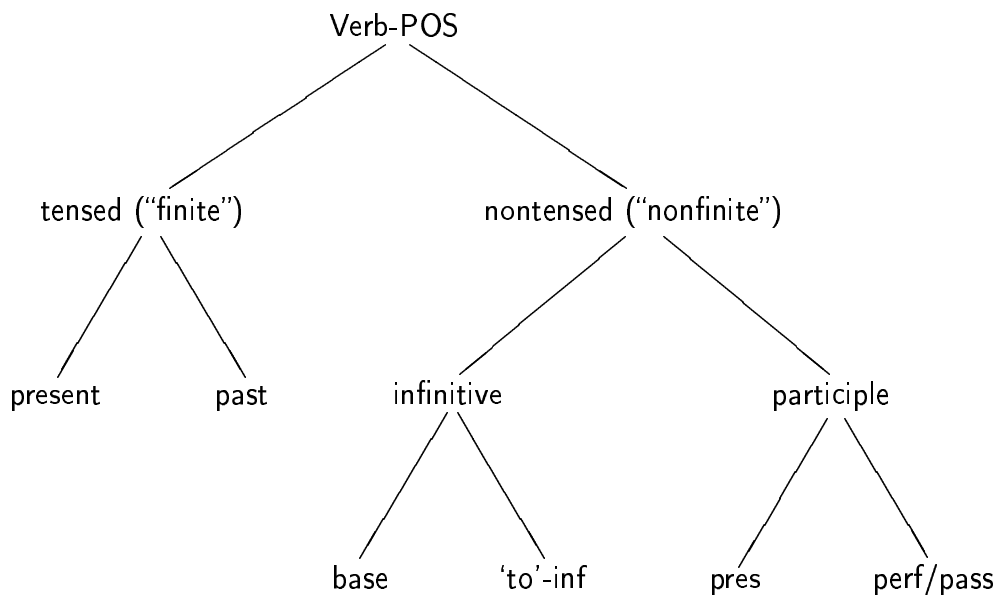 Verb-POS
tensed (“finite”) nontensed (“nonfinite”)
present past infinitive participle
base ‘to’-inf pres perf/pass